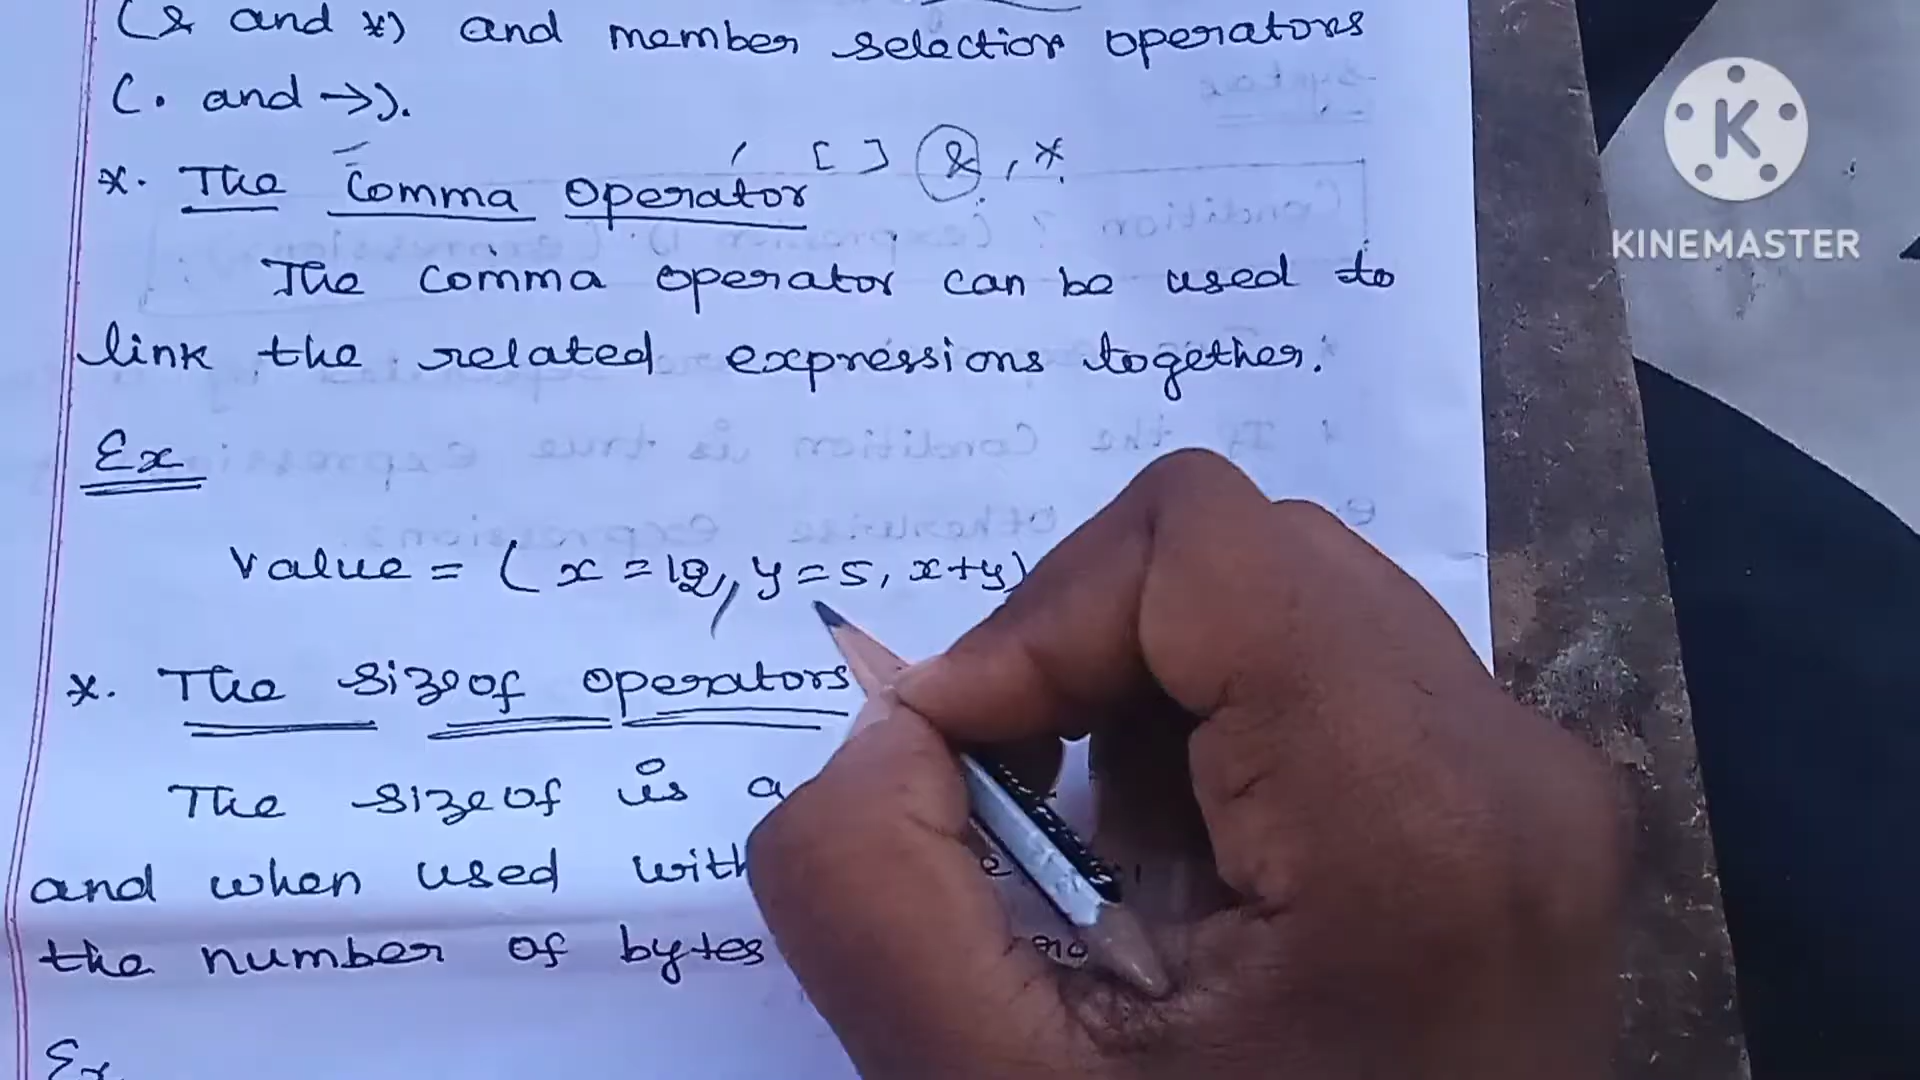 (& and *) and member selection operators
(. and →).
, [ ] & , *
*. The Comma Operator
The comma operator can be used to
link the related expressions together.
Ex
Value = ( x = 12, y = 5, x+y)
*. The sizeof operators
The sizeof is a
and when used with
the number of bytes
Ex
K
KINEMASTER